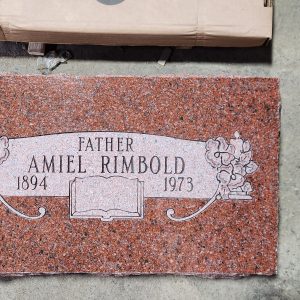 FATHER
AMIEL RIMBOLD
1894 1973